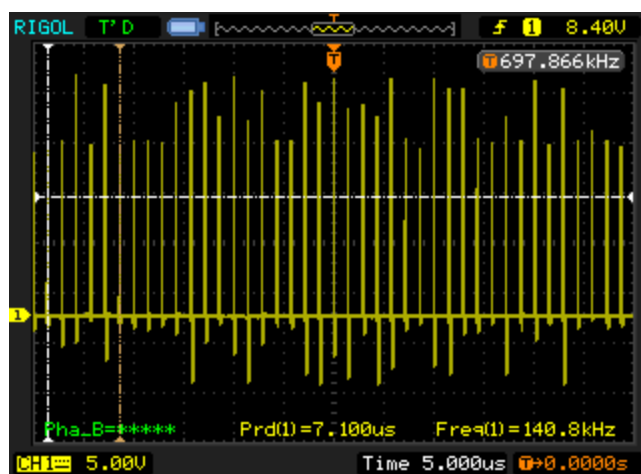 RIGOL T'D T f 1 8.40V
T 697.866kHz
T
1
Pha_B=***** Prd(1)=7.100us Freq(1)=140.8kHz
CH1 5.00V Time 5.000us T→0.0000s